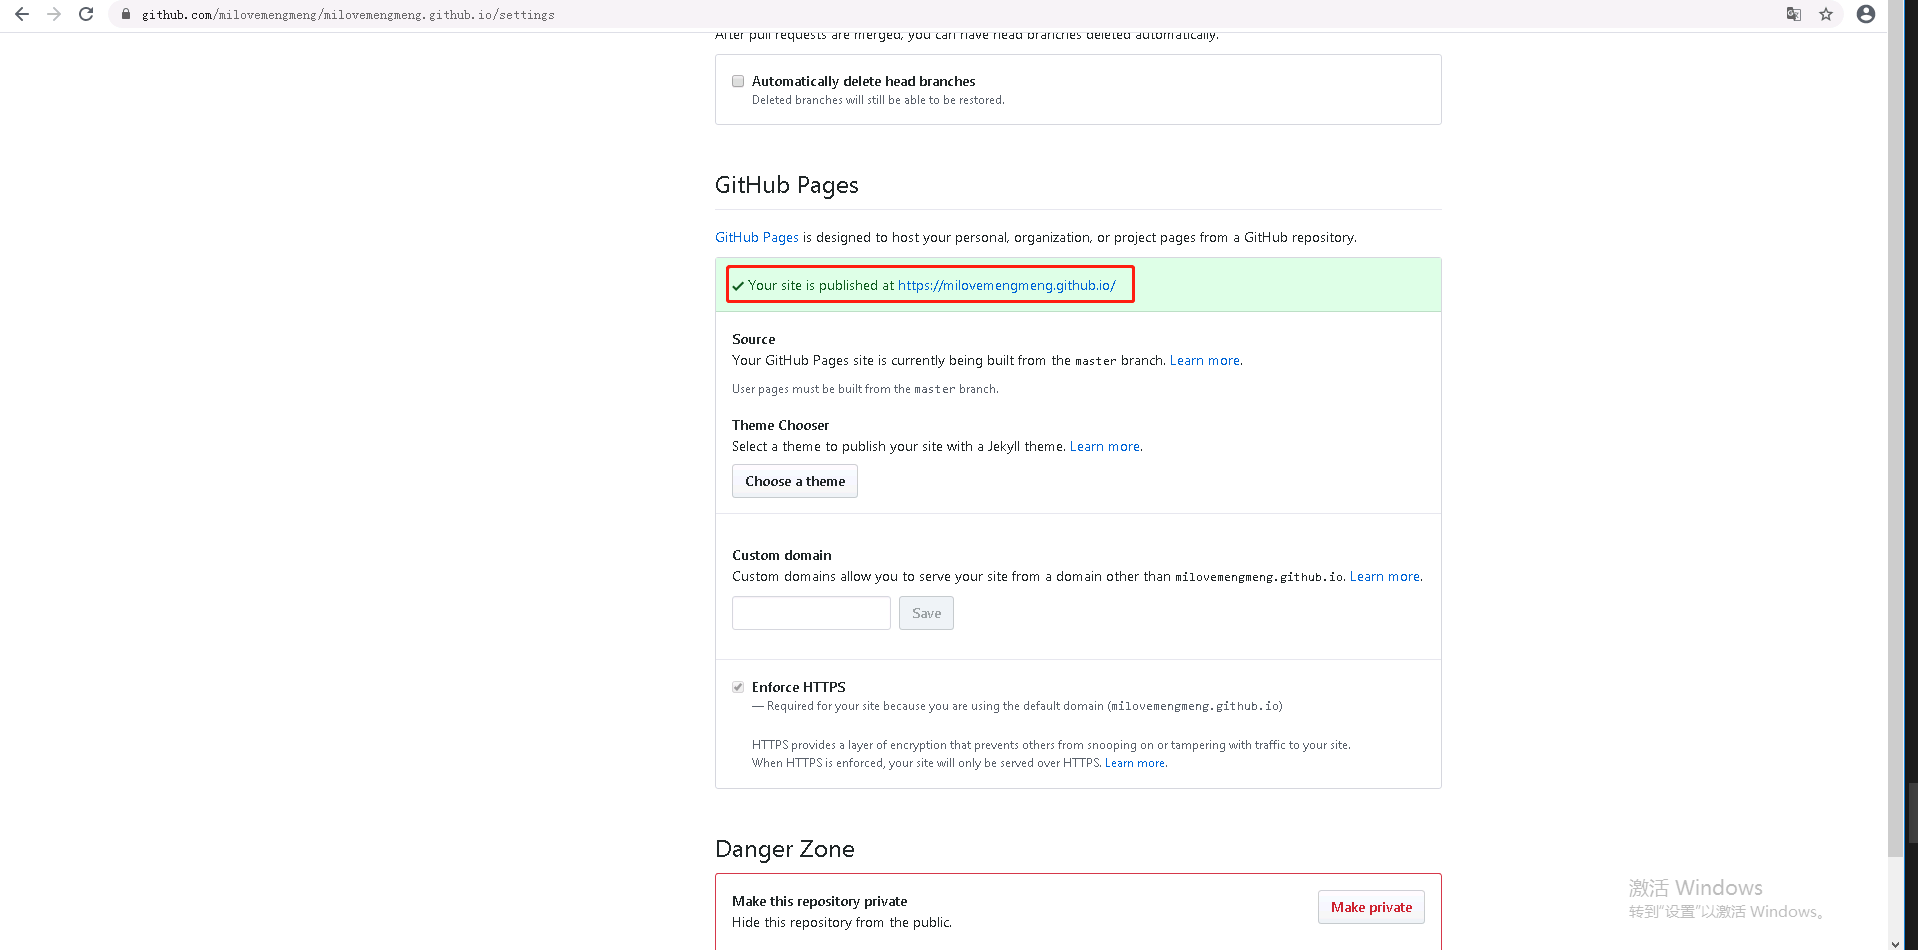 github.com/milovemengmeng/milovemengmeng.github.io/settings
After pull requests are merged, you can have head branches deleted automatically.
Automatically delete head branches
Deleted branches will still be able to be restored.
GitHub Pages
GitHub Pages is designed to host your personal, organization, or project pages from a GitHub repository.
Your site is published at https://milovemengmeng.github.io/
Source
Your GitHub Pages site is currently being built from the master branch. Learn more.
User pages must be built from the master branch.
Theme Chooser
Select a theme to publish your site with a Jekyll theme. Learn more.
Choose a theme
Custom domain
Custom domains allow you to serve your site from a domain other than milovemengmeng.github.io. Learn more.
Save
Enforce HTTPS
— Required for your site because you are using the default domain (milovemengmeng.github.io)
HTTPS provides a layer of encryption that prevents others from snooping on or tampering with traffic to your site.
When HTTPS is enforced, your site will only be served over HTTPS. Learn more.
Danger Zone
Make this repository private
Hide this repository from the public.
Make private
激活 Windows
转到“设置”以激活 Windows。